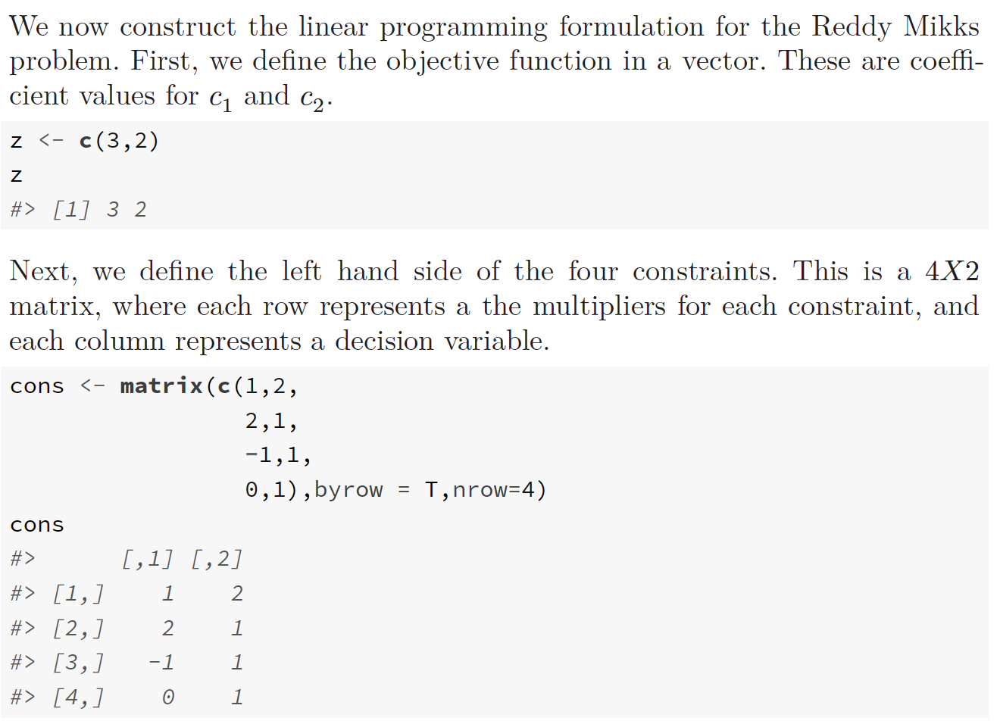 We now construct the linear programming formulation for the Reddy Mikks
problem. First, we define the objective function in a vector. These are coeffi-
cient values for c₁ and c₂.
z <- c(3,2)
z
#> [1] 3 2
Next, we define the left hand side of the four constraints. This is a 4X2
matrix, where each row represents a the multipliers for each constraint, and
each column represents a decision variable.
cons <- matrix(c(1,2,
2,1,
-1,1,
0,1),byrow = T,nrow=4)
cons
#> [,1] [,2]
#> [1,] 1 2
#> [2,] 2 1
#> [3,] -1 1
#> [4,] 0 1